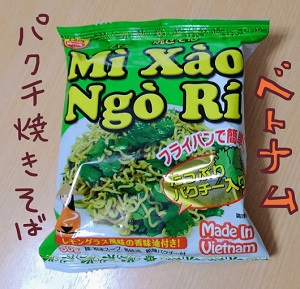 パクチ焼きそば
ベトナム
Mì Xào
Ngò Rí
フライパンで簡単
たっぷり
パクチー入り
Made In
Vietnam
レモングラス風味の香味油付き!